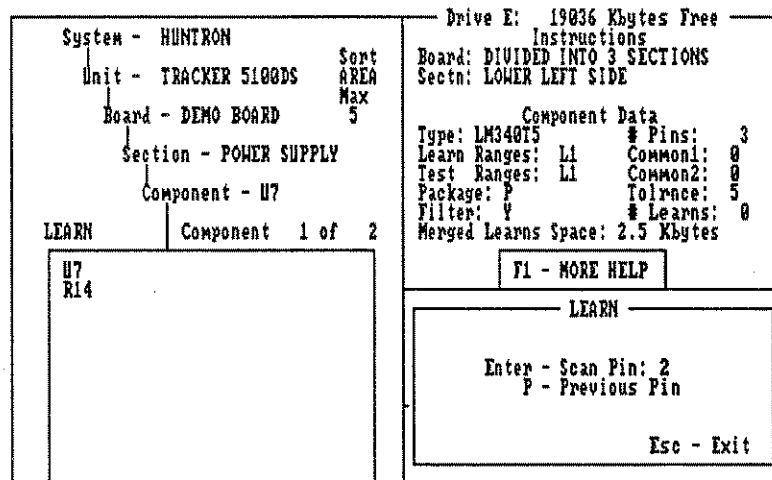 System - HUNTRON
Unit - TRACKER 5100DS
Board - DEMO BOARD
Section - POWER SUPPLY
Component - U7
Sort
AREA
Max
5
LEARN Component 1 of 2
U7
R14
Drive E: 19036 Kbytes Free
Instructions
Board: DIVIDED INTO 3 SECTIONS
Sectn: LOWER LEFT SIDE
Component Data
Type: LM340T5 # Pins: 3
Learn Ranges: L1 Common1: 0
Test Ranges: L1 Common2: 0
Package: P Tolrnce: 5
Filter: Y # Learns: 0
Merged Learns Space: 2.5 Kbytes
F1 - MORE HELP
LEARN
Enter - Scan Pin: 2
P - Previous Pin
Esc - Exit